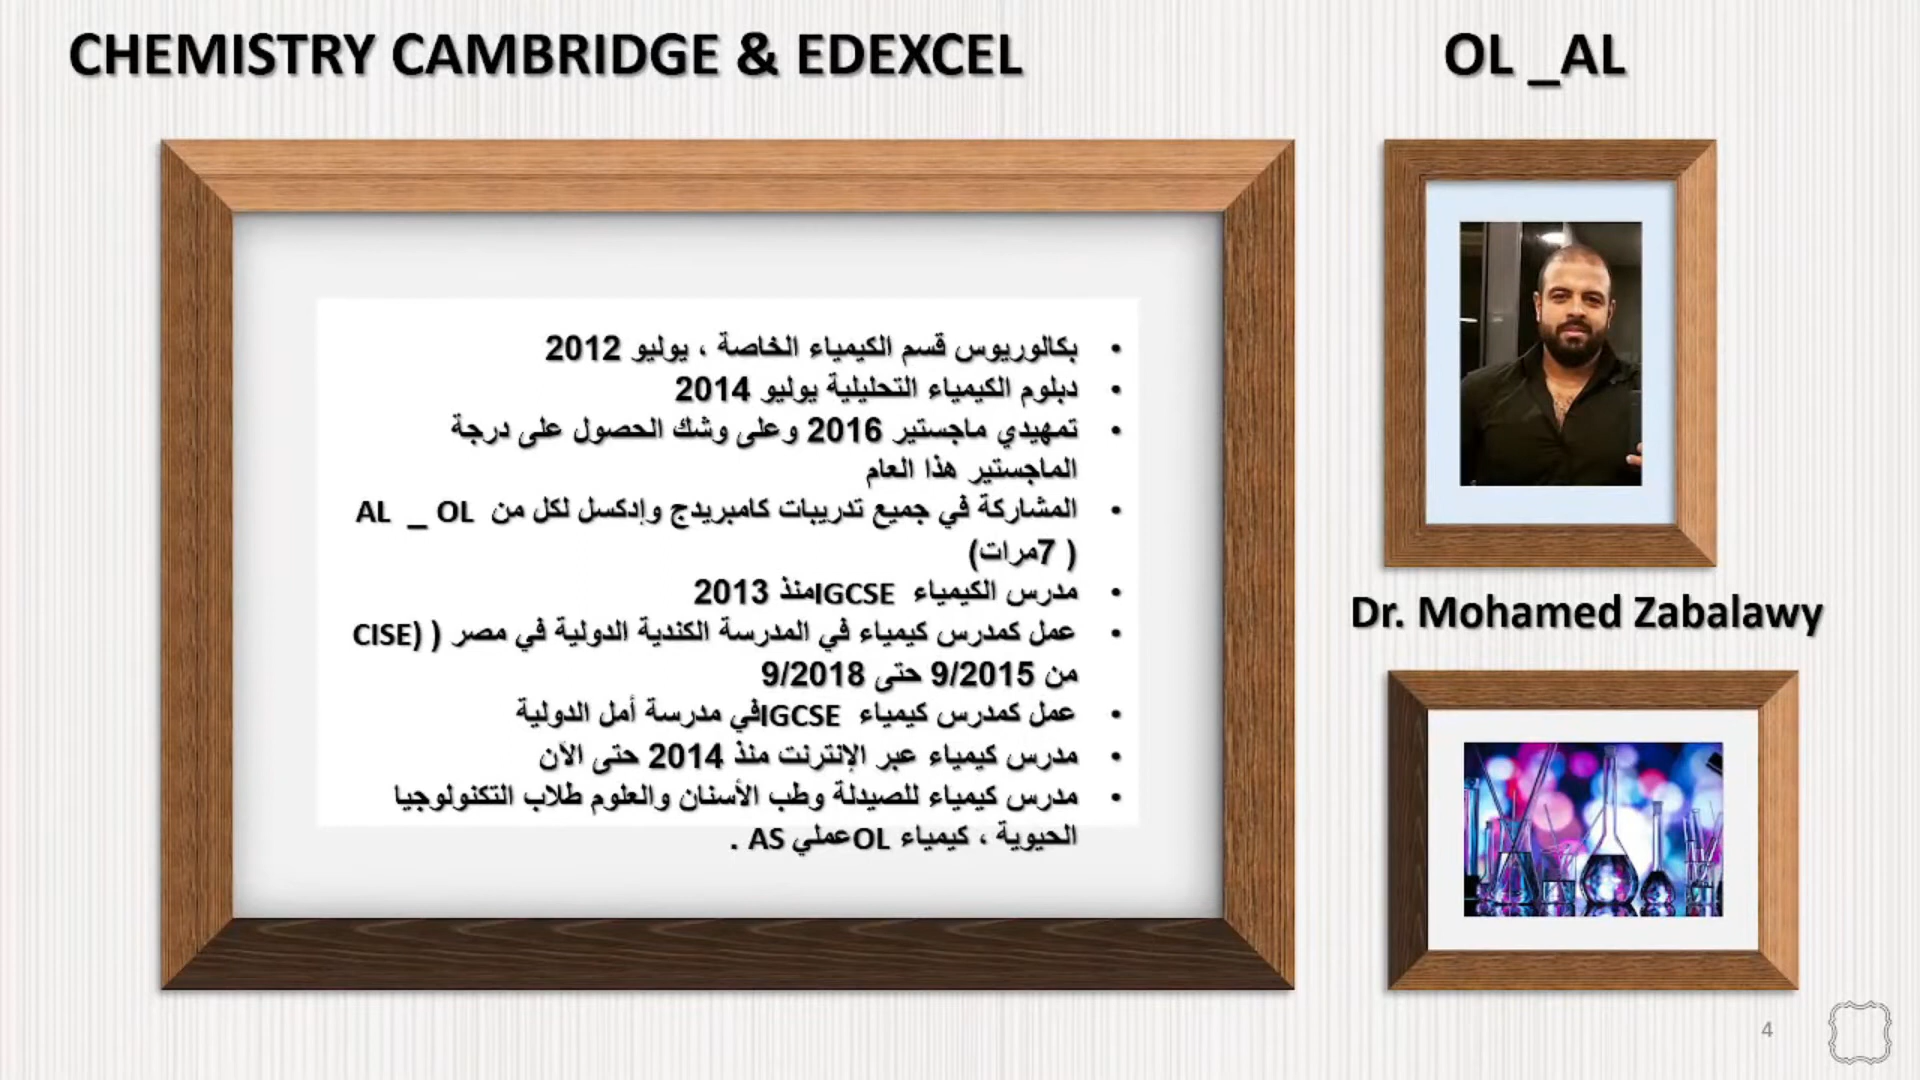 CHEMISTRY CAMBRIDGE & EDEXCEL
OL _AL
• بكالوريوس قسم الكيمياء الخاصة ، يوليو 2012
• دبلوم الكيمياء التحليلية يوليو 2014
• تمهيدي ماجستير 2016 وعلى وشك الحصول على درجة
الماجستير هذا العام
• المشاركة في جميع تدريبات كامبريدج وإدكسل لكل من AL _ OL
( 7مرات)
• مدرس الكيمياء IGCSEمنذ 2013
• عمل كمدرس كيمياء في المدرسة الكندية الدولية في مصر ( (CISE
من 9/2015 حتى 9/2018
• عمل كمدرس كيمياء IGCSEفي مدرسة أمل الدولية
• مدرس كيمياء عبر الإنترنت منذ 2014 حتى الآن
• مدرس كيمياء للصيدلة وطب الأسنان والعلوم طلاب التكنولوجيا
الحيوية ، كيمياء OLعملي AS .
Dr. Mohamed Zabalawy
4